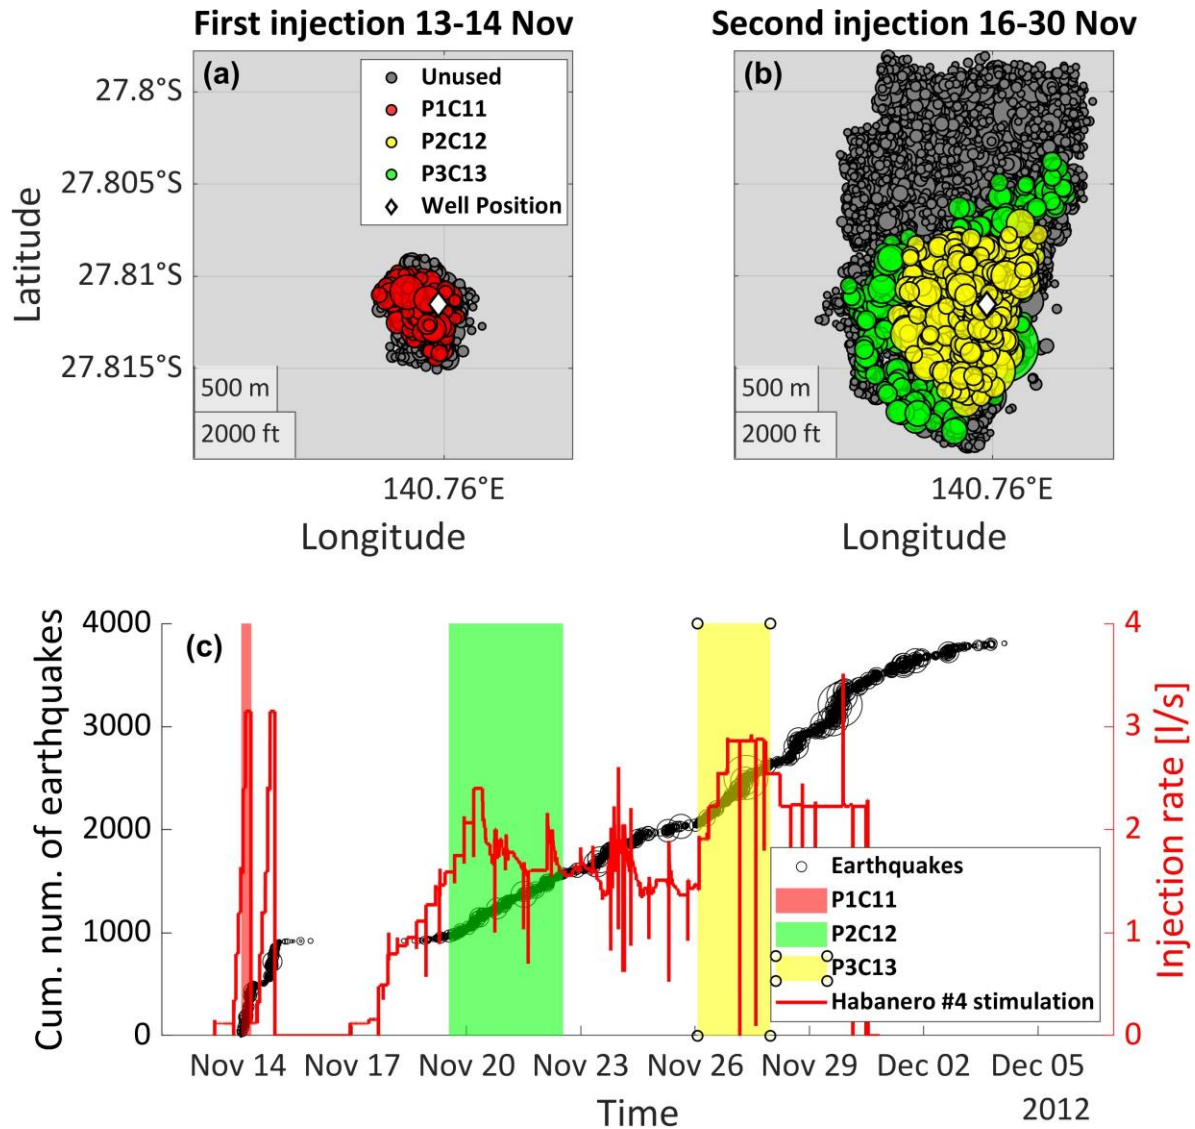 First injection 13-14 Nov
Second injection 16-30 Nov
(a)
Unused
P1C11
P2C12
P3C13
Well Position
27.8°S
27.805°S
27.81°S
27.815°S
Latitude
500 m
2000 ft
140.76°E
Longitude
(b)
500 m
2000 ft
140.76°E
Longitude
(c)
Cum. num. of earthquakes
4000
3000
2000
1000
0
4
3
2
1
0
Injection rate [l/s]
Earthquakes
P1C11
P2C12
P3C13
Habanero #4 stimulation
Nov 14 Nov 17 Nov 20 Nov 23 Nov 26 Nov 29 Dec 02 Dec 05
Time
2012